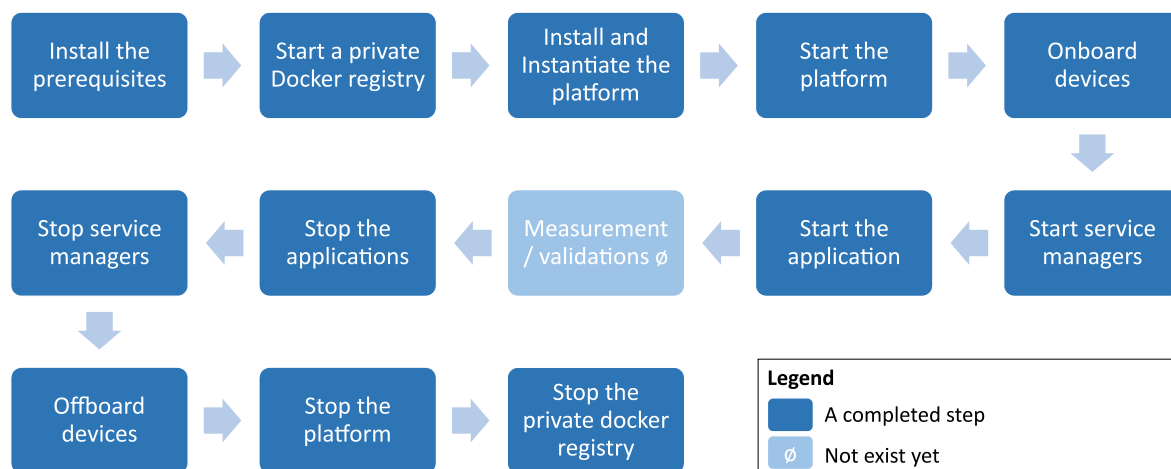 Install the
prerequisites
Start a private
Docker registry
Install and
Instantiate the
platform
Start the
platform
Onboard
devices
Start service
managers
Start the
application
Measurement
/ validations ø
Stop the
applications
Stop service
managers
Offboard
devices
Stop the
platform
Stop the
private docker
registry
Legend
A completed step
ø Not exist yet